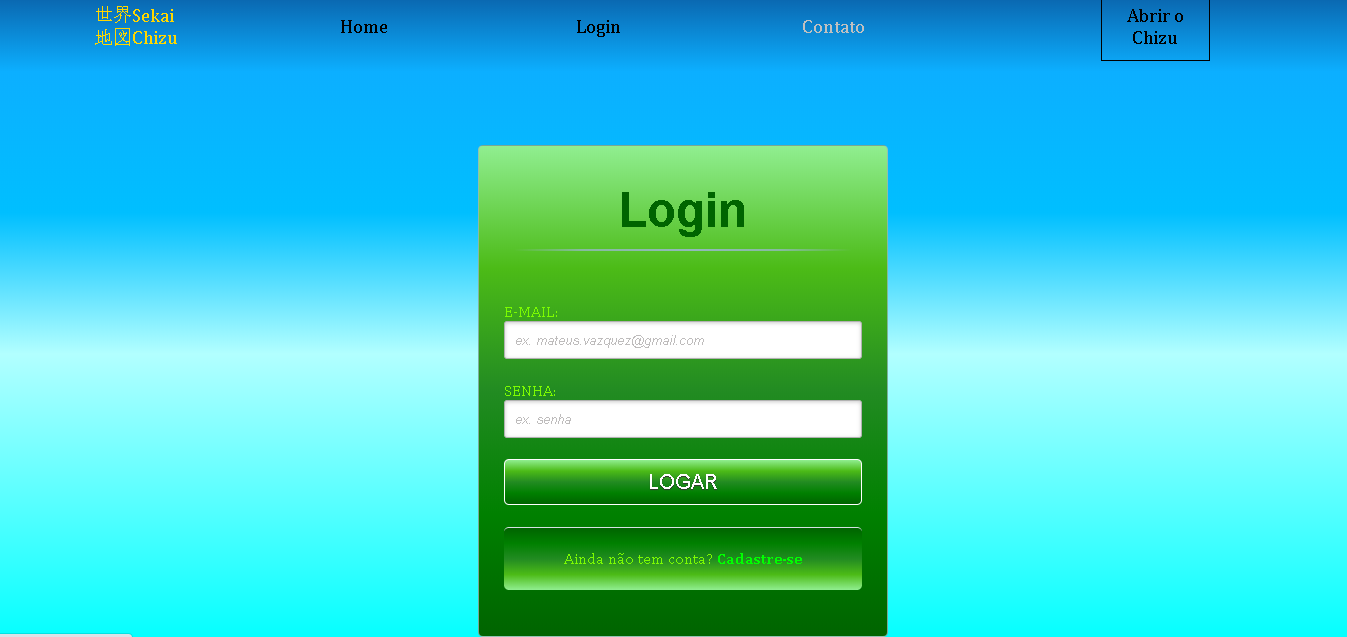 世界Sekai
地図Chizu
Home
Login
Contato
Abrir o
Chizu
Login
E-MAIL:
ex. mateus.vazquez@gmail.com
SENHA:
ex. senha
LOGAR
Ainda não tem conta? Cadastre-se